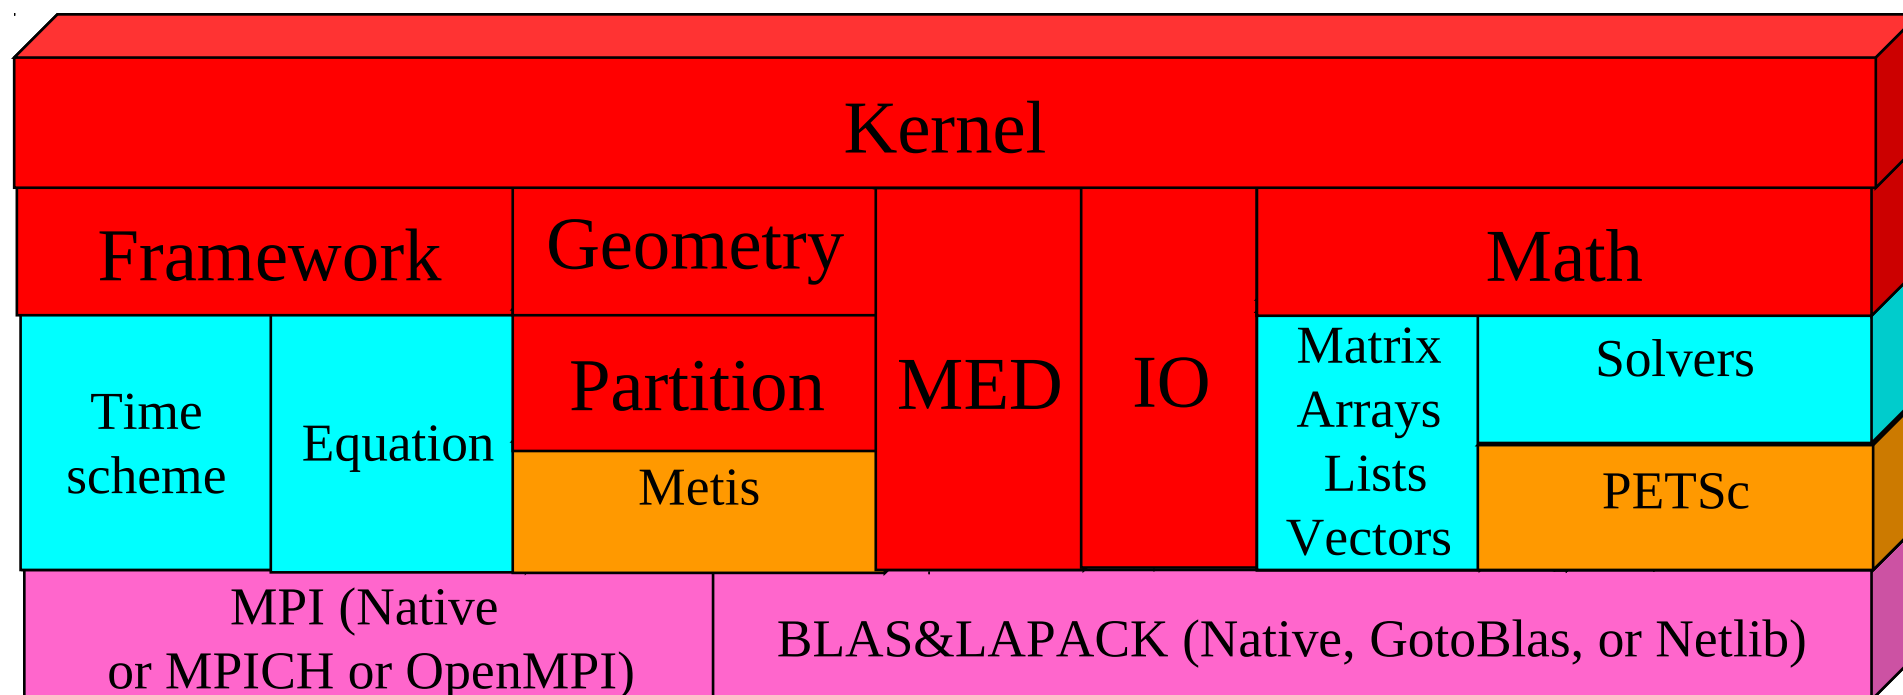 Kernel
Framework
Geometry
Math
Partition
MED
IO
Time
scheme
Equation
Metis
Matrix
Arrays
Lists
Vectors
Solvers
PETSc
MPI (Native
or MPICH or OpenMPI)
BLAS&LAPACK (Native, GotoBlas, or Netlib)